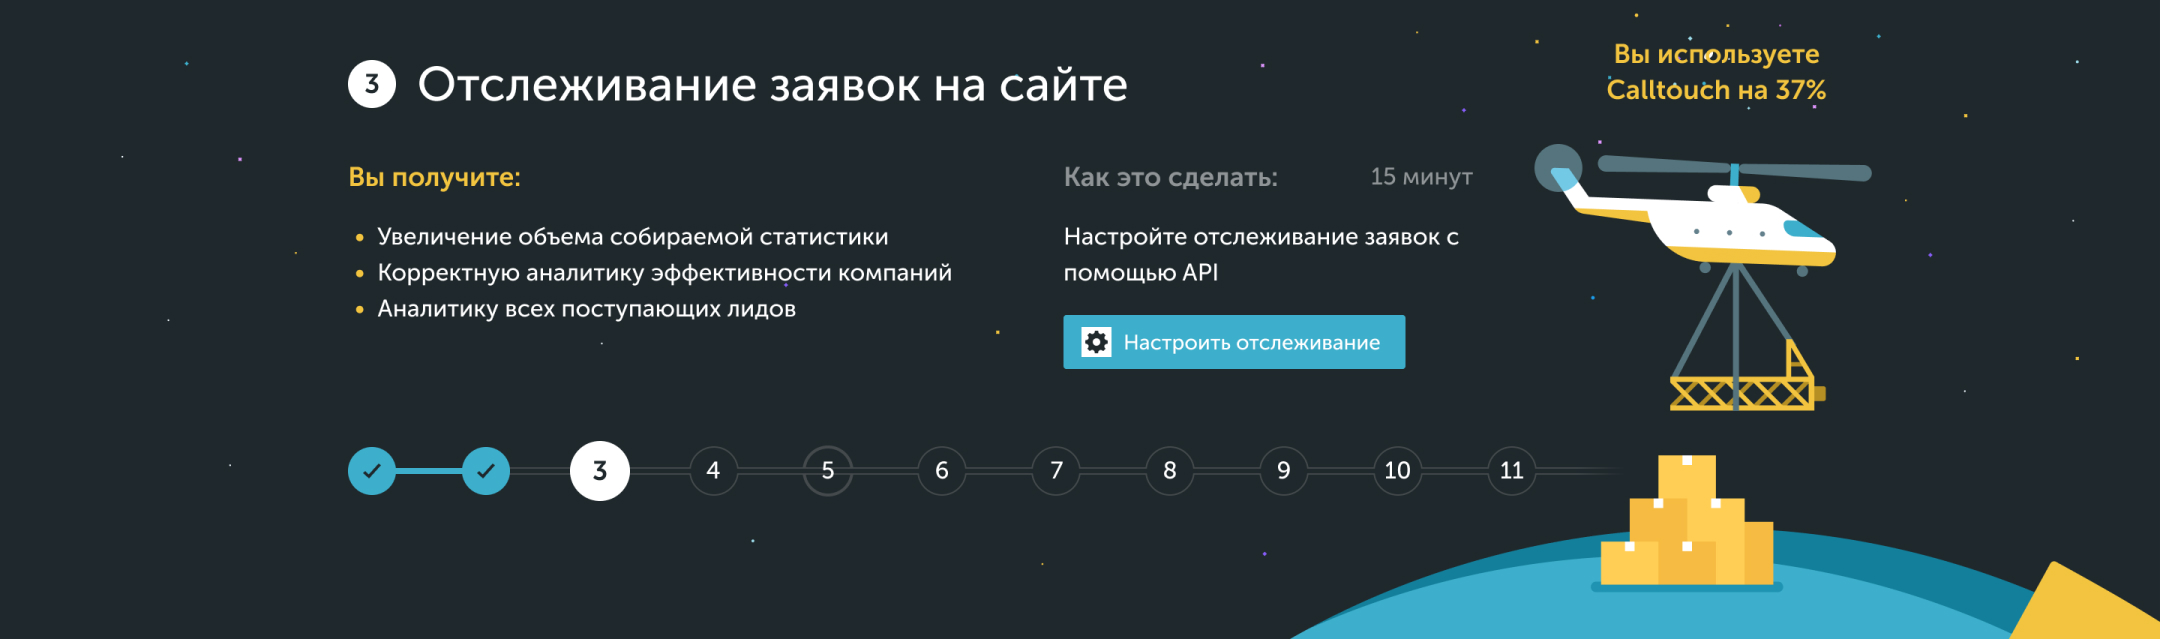 3 Отслеживание заявок на сайте
Вы используете
Calltouch на 37%
Вы получите:
• Увеличение объема собираемой статистики
• Корректную аналитику эффективности компаний
• Аналитику всех поступающих лидов
Как это сделать: 15 минут
Настройте отслеживание заявок с
помощью API
Настроить отслеживание
3 4 5 6 7 8 9 10 11